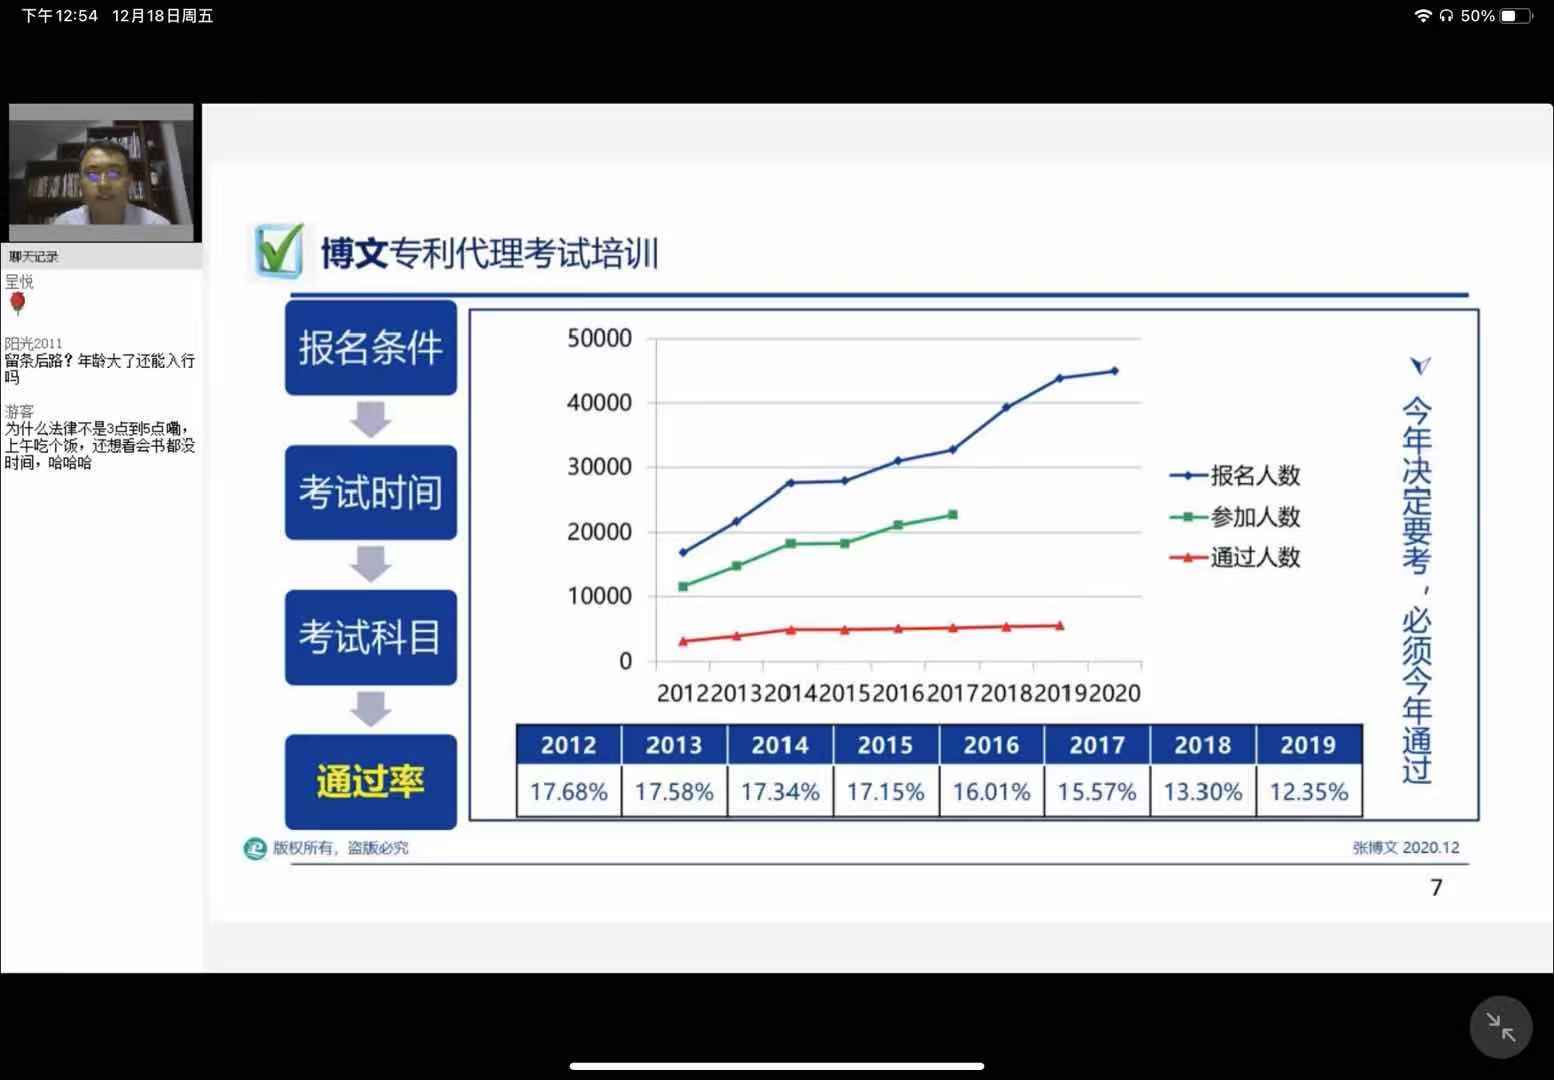 下午12:54 12月18日周五
50%
聊天记录
呈悦
阳光2011
留条后路？年龄大了还能入行
吗
游客
为什么法律不是3点到5点嘞，
上午吃个饭，还想看会书都没
时间，哈哈哈
博文专利代理考试培训
报名条件
考试时间
考试科目
通过率
50000
40000
30000
20000
10000
0
2012 2013 2014 2015 2016 2017 2018 2019 2020
报名人数
参加人数
通过人数
今年决定要考，必须今年通过
2012 2013 2014 2015 2016 2017 2018 2019
17.68% 17.58% 17.34% 17.15% 16.01% 15.57% 13.30% 12.35%
版权所有，盗版必究
张博文 2020.12
7